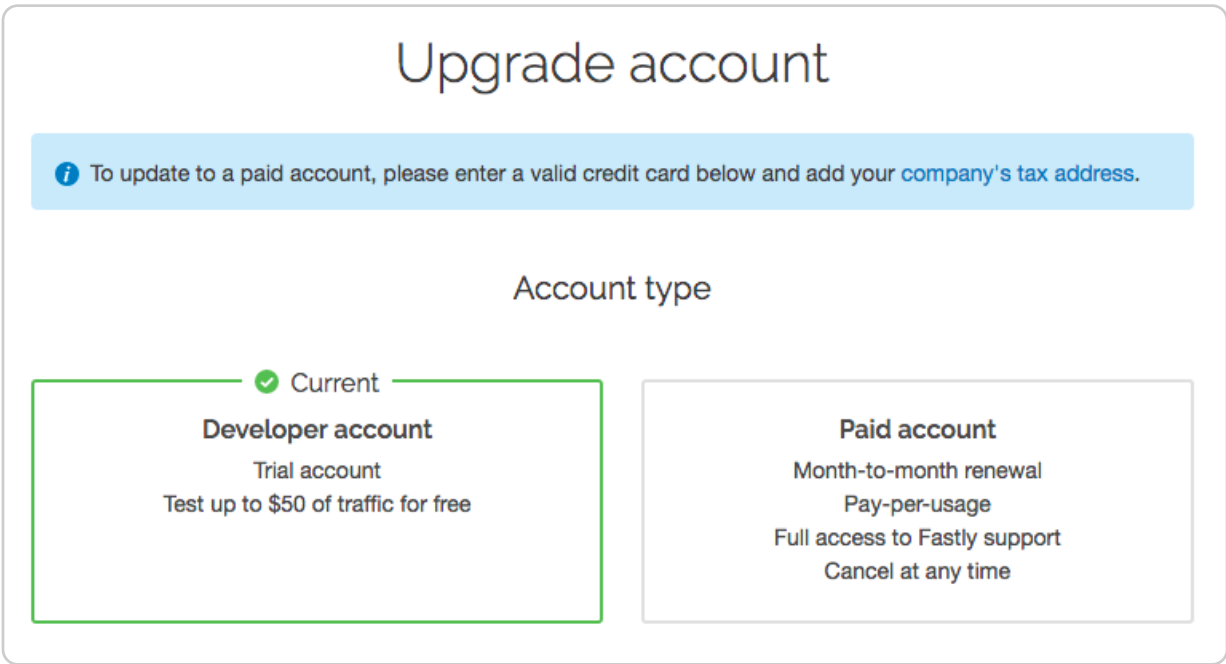 Upgrade account
To update to a paid account, please enter a valid credit card below and add your company's tax address.
Account type
Current
Developer account
Trial account
Test up to $50 of traffic for free
Paid account
Month-to-month renewal
Pay-per-usage
Full access to Fastly support
Cancel at any time